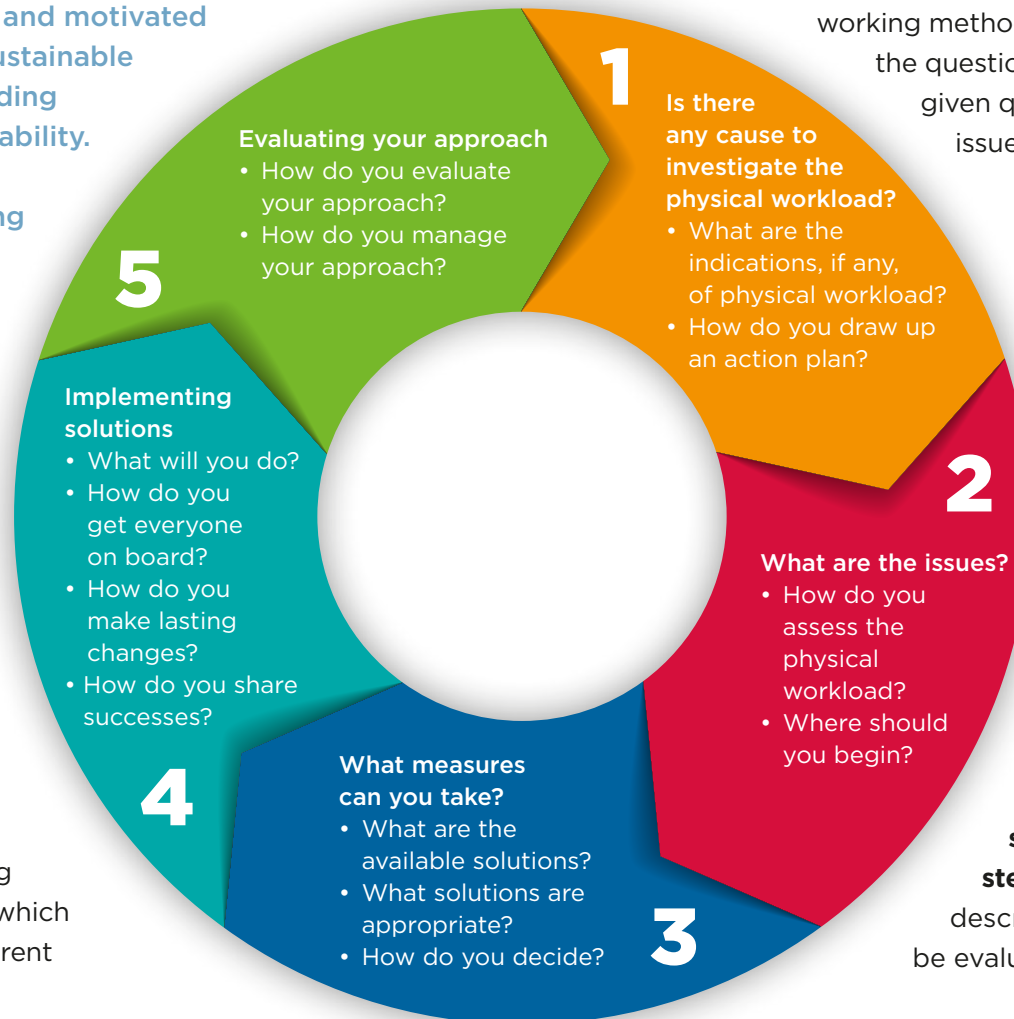 and motivated
ustainable
ding
ability.
ng
working metho
the questio
given q
issue
1
Is there
any cause to
investigate the
physical workload?
• What are the
indications, if any,
of physical workload?
• How do you draw up
an action plan?
2
What are the issues?
• How do you
assess the
physical
workload?
• Where should
you begin?
3
What measures
can you take?
• What are the
available solutions?
• What solutions are
appropriate?
• How do you decide?
4
Implementing
solutions
• What will you do?
• How do you
get everyone
on board?
• How do you
make lasting
changes?
• How do you share
successes?
5
Evaluating your approach
• How do you evaluate
your approach?
• How do you manage
your approach?
g
which
rent
s
ste
descr
be evalu